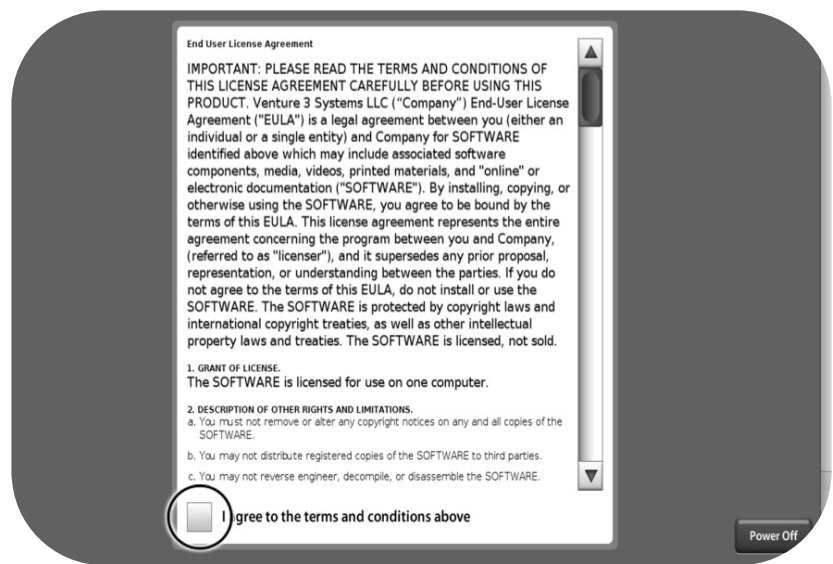 End User License Agreement
IMPORTANT: PLEASE READ THE TERMS AND CONDITIONS OF
THIS LICENSE AGREEMENT CAREFULLY BEFORE USING THIS
PRODUCT. Venture 3 Systems LLC (“Company”) End-User License
Agreement ("EULA") is a legal agreement between you (either an
individual or a single entity) and Company for SOFTWARE
identified above which may include associated software
components, media, videos, printed materials, and "online" or
electronic documentation ("SOFTWARE"). By installing, copying, or
otherwise using the SOFTWARE, you agree to be bound by the
terms of this EULA. This license agreement represents the entire
agreement concerning the program between you and Company,
(referred to as "licenser"), and it supersedes any prior proposal,
representation, or understanding between the parties. If you do
not agree to the terms of this EULA, do not install or use the
SOFTWARE. The SOFTWARE is protected by copyright laws and
international copyright treaties, as well as other intellectual
property laws and treaties. The SOFTWARE is licensed, not sold.
1. GRANT OF LICENSE.
The SOFTWARE is licensed for use on one computer.
2. DESCRIPTION OF OTHER RIGHTS AND LIMITATIONS.
a. You must not remove or alter any copyright notices on any and all copies of the
SOFTWARE.
b. You may not distribute registered copies of the SOFTWARE to third parties.
c. You may not reverse engineer, decompile, or disassemble the SOFTWARE.
I agree to the terms and conditions above
Power Off